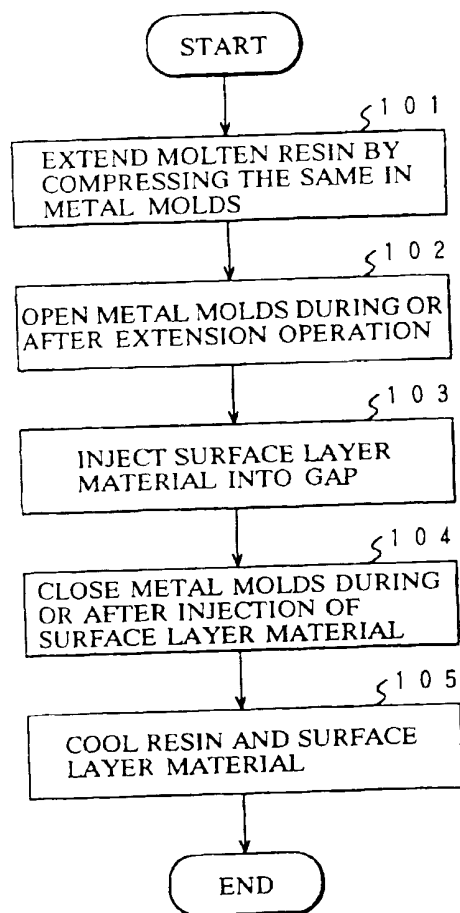 START
101
EXTEND MOLTEN RESIN BY
COMPRESSING THE SAME IN
METAL MOLDS
102
OPEN METAL MOLDS DURING OR
AFTER EXTENSION OPERATION
103
INJECT SURFACE LAYER
MATERIAL INTO GAP
104
CLOSE METAL MOLDS DURING
OR AFTER INJECTION OF
SURFACE LAYER MATERIAL
105
COOL RESIN AND SURFACE
LAYER MATERIAL
END